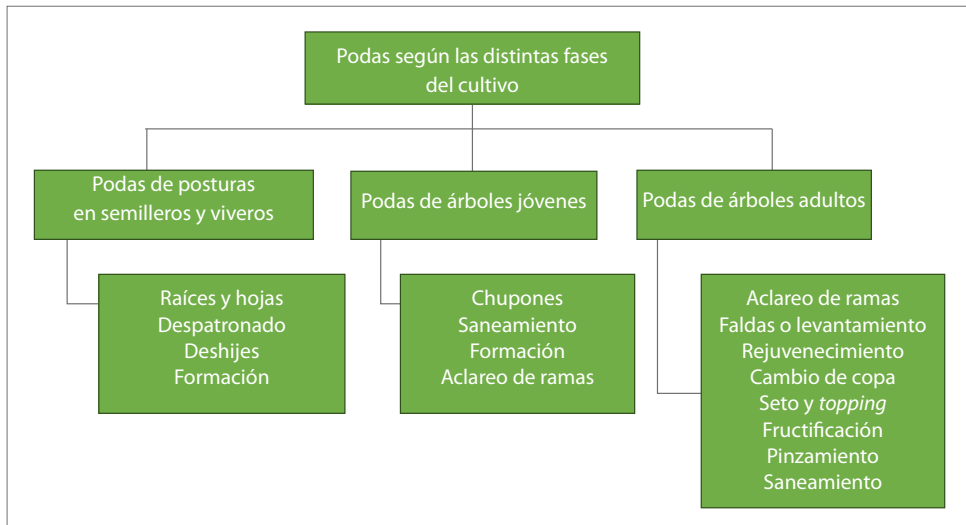 Podas según las distintas fases
del cultivo
Podas de posturas
en semilleros y viveros
Podas de árboles jóvenes
Podas de árboles adultos
Raíces y hojas
Despatronado
Deshijes
Formación
Chupones
Saneamiento
Formación
Aclareo de ramas
Aclareo de ramas
Faldas o levantamiento
Rejuvenecimiento
Cambio de copa
Seto y topping
Fructificación
Pinzamiento
Saneamiento